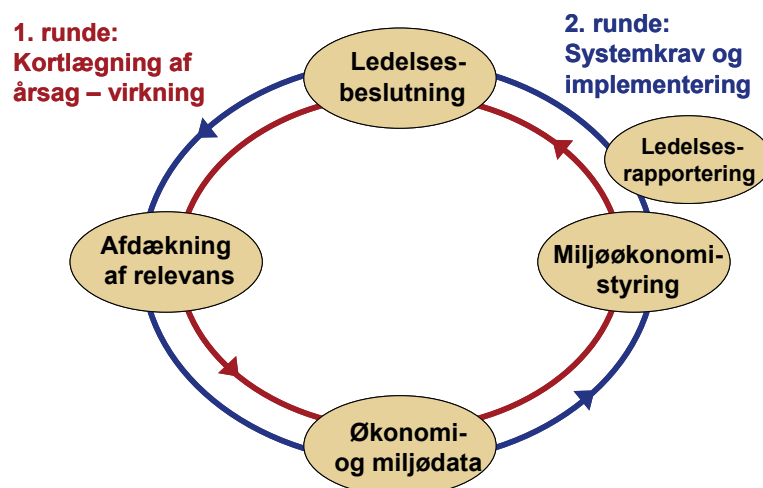 1. runde:
Kortlægning af
årsag – virkning
2. runde:
Systemkrav og
implementering
Ledelses-
beslutning
Ledelses-
rapportering
Afdækning
af relevans
Miljøøkonomi-
styring
Økonomi-
og miljødata